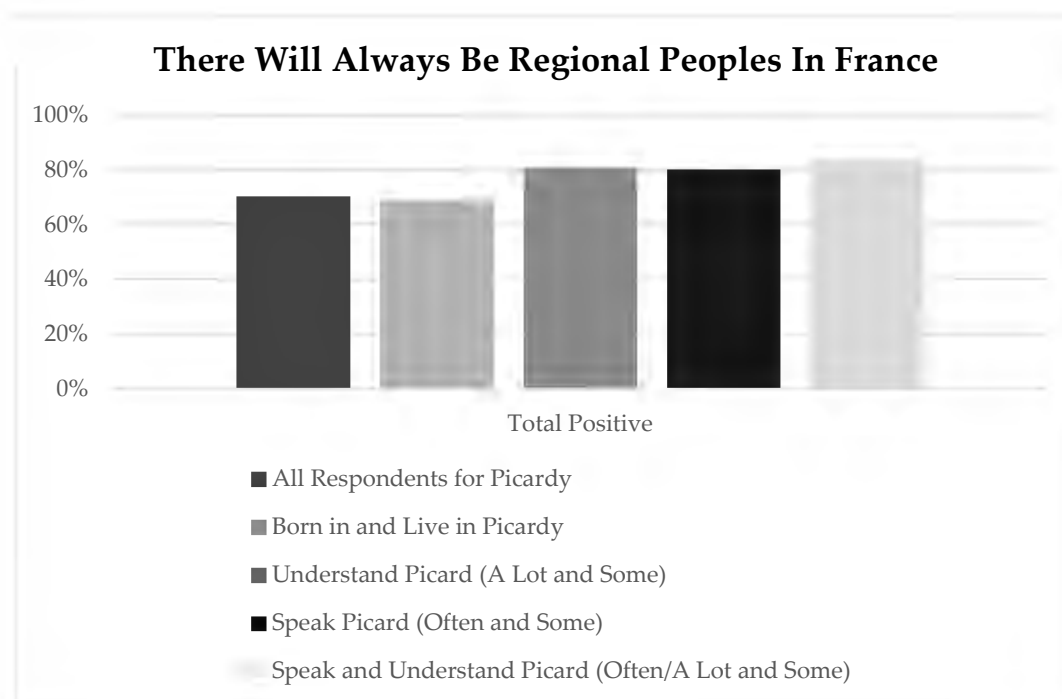 There Will Always Be Regional Peoples In France
100%
80%
60%
40%
20%
0%
Total Positive
All Respondents for Picardy
Born in and Live in Picardy
Understand Picard (A Lot and Some)
Speak Picard (Often and Some)
Speak and Understand Picard (Often/A Lot and Some)